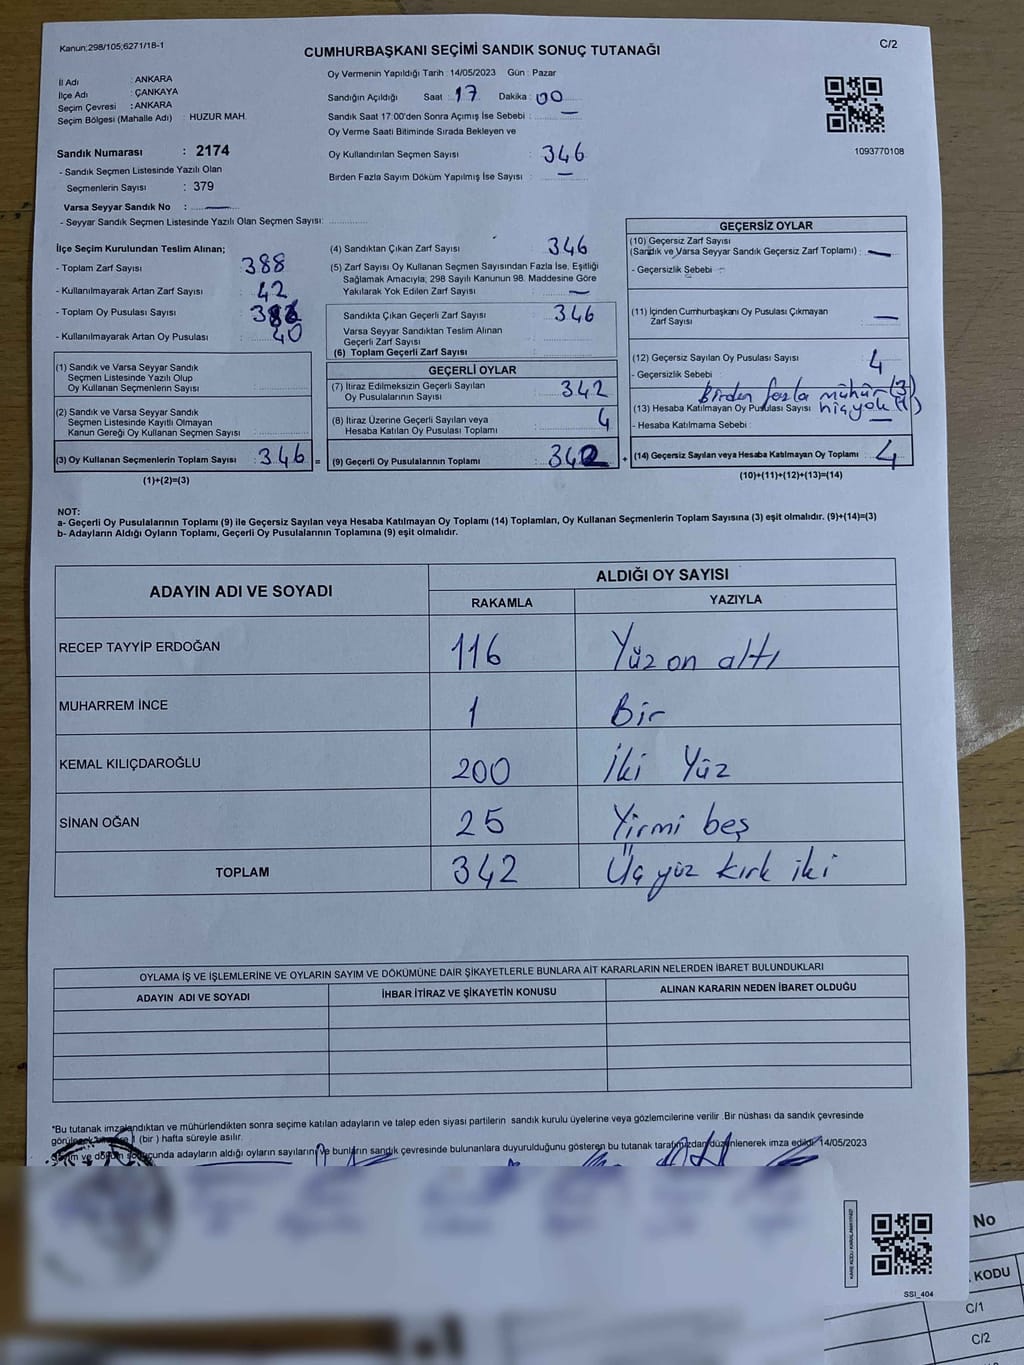 Kanun;298/105;6271/18-1
C/2
CUMHURBAŞKANI SEÇİMİ SANDIK SONUÇ TUTANAĞI
İl Adı : ANKARA
İlçe Adı : ÇANKAYA
Seçim Çevresi : ANKARA
Seçim Bölgesi (Mahalle Adı) : HUZUR MAH.
Oy Vermenin Yapıldığı Tarih : 14/05/2023 Gün : Pazar
Sandığın Açıldığı Saat : 17 Dakika : 00
Sandık Saat 17:00'den Sonra Açımış İse Sebebi : —
Oy Verme Saati Bitiminde Sırada Bekleyen ve
Oy Kullandırılan Seçmen Sayısı : 346
Birden Fazla Sayım Döküm Yapılmış İse Sayısı : —
1093770108
Sandık Numarası : 2174
- Sandık Seçmen Listesinde Yazılı Olan
Seçmenlerin Sayısı : 379
Varsa Seyyar Sandık No : —
- Seyyar Sandık Seçmen Listesinde Yazılı Olan Seçmen Sayısı:
İlçe Seçim Kurulundan Teslim Alınan;
- Toplam Zarf Sayısı : 388
- Kullanılmayarak Artan Zarf Sayısı : 42
- Toplam Oy Pusulası Sayısı :
- Kullanılmayarak Artan Oy Pusulası : 40
(1) Sandık ve Varsa Seyyar Sandık
Seçmen Listesinde Yazılı Olup
Oy Kullanan Seçmenlerin Sayısı
(2) Sandık ve Varsa Seyyar Sandık
Seçmen Listesinde Kayıtlı Olmayan
Kanun Gereği Oy Kullanan Seçmen Sayısı
(3) Oy Kullanan Seçmenlerin Toplam Sayısı : 346 =
(1)+(2)=(3)
(4) Sandıktan Çıkan Zarf Sayısı : 346
(5) Zarf Sayısı Oy Kullanan Seçmen Sayısından Fazla İse, Eşitliği
Sağlamak Amacıyla; 298 Sayılı Kanunun 98. Maddesine Göre
Yakılarak Yok Edilen Zarf Sayısı : —
Sandıkta Çıkan Geçerli Zarf Sayısı : 346
Varsa Seyyar Sandıktan Teslim Alınan
Geçerli Zarf Sayısı :
(6) Toplam Geçerli Zarf Sayısı :
GEÇERLİ OYLAR
(7) İtiraz Edilmeksizin Geçerli Sayılan
Oy Pusulalarının Sayısı : 342
(8) İtiraz Üzerine Geçerli Sayılan veya
Hesaba Katılan Oy Pusulası Toplamı : 4
(9) Geçerli Oy Pusulalarının Toplamı : 342 +
GEÇERSİZ OYLAR
(10) Geçersiz Zarf Sayısı
(Sandık ve Varsa Seyyar Sandık Geçersiz Zarf Toplamı) : —
- Geçersizlik Sebebi :
(11) İçinden Cumhurbaşkanı Oy Pusulası Çıkmayan
Zarf Sayısı : —
(12) Geçersiz Sayılan Oy Pusulası Sayısı : 4
- Geçersizlik Sebebi :
Birden fazla mühür (3)
(13) Hesaba Katılmayan Oy Pusulası Sayısı hiç yok (1)
- Hesaba Katılmama Sebebi : —
(14) Geçersiz Sayılan veya Hesaba Katılmayan Oy Toplamı : 4
(10)+(11)+(12)+(13)=(14)
NOT:
a- Geçerli Oy Pusulalarının Toplamı (9) ile Geçersiz Sayılan veya Hesaba Katılmayan Oy Toplamı (14) Toplamları, Oy Kullanan Seçmenlerin Toplam Sayısına (3) eşit olmalıdır. (9)+(14)=(3)
b- Adayların Aldığı Oyların Toplamı, Geçerli Oy Pusulalarının Toplamına (9) eşit olmalıdır.
ADAYIN ADI VE SOYADI ALDIĞI OY SAYISI
RAKAMLA YAZIYLA
RECEP TAYYİP ERDOĞAN 116 Yüz on altı
MUHARREM İNCE 1 Bir
KEMAL KILIÇDAROĞLU 200 İki Yüz
SİNAN OĞAN 25 Yirmi beş
TOPLAM 342 Üç yüz kırk iki
OYLAMA İŞ VE İŞLEMLERİNE VE OYLARIN SAYIM VE DÖKÜMÜNE DAİR ŞİKAYETLERLE BUNLARA AİT KARARLARIN NELERDEN İBARET BULUNDUKLARI
ADAYIN ADI VE SOYADI İHBAR İTİRAZ VE ŞİKAYETİN KONUSU ALINAN KARARIN NEDEN İBARET OLDUĞU
*Bu tutanak imzalandıktan ve mühürlendikten sonra seçime katılan adayların ve talep eden siyasi partilerin sandık kurulu üyelerine veya gözlemcilerine verilir .Bir nüshası da sandık çevresinde
(bir ) hafta süreyle asılır.
adayların aldığı oyların sayılarını ve bunların sandık çevresinde bulunanlara duyurulduğunu gösteren bu tutanak tarafımızdan düzenlenerek imza edildi. 14/05/2023
SSI_404
No
KODU
C/1
C/2